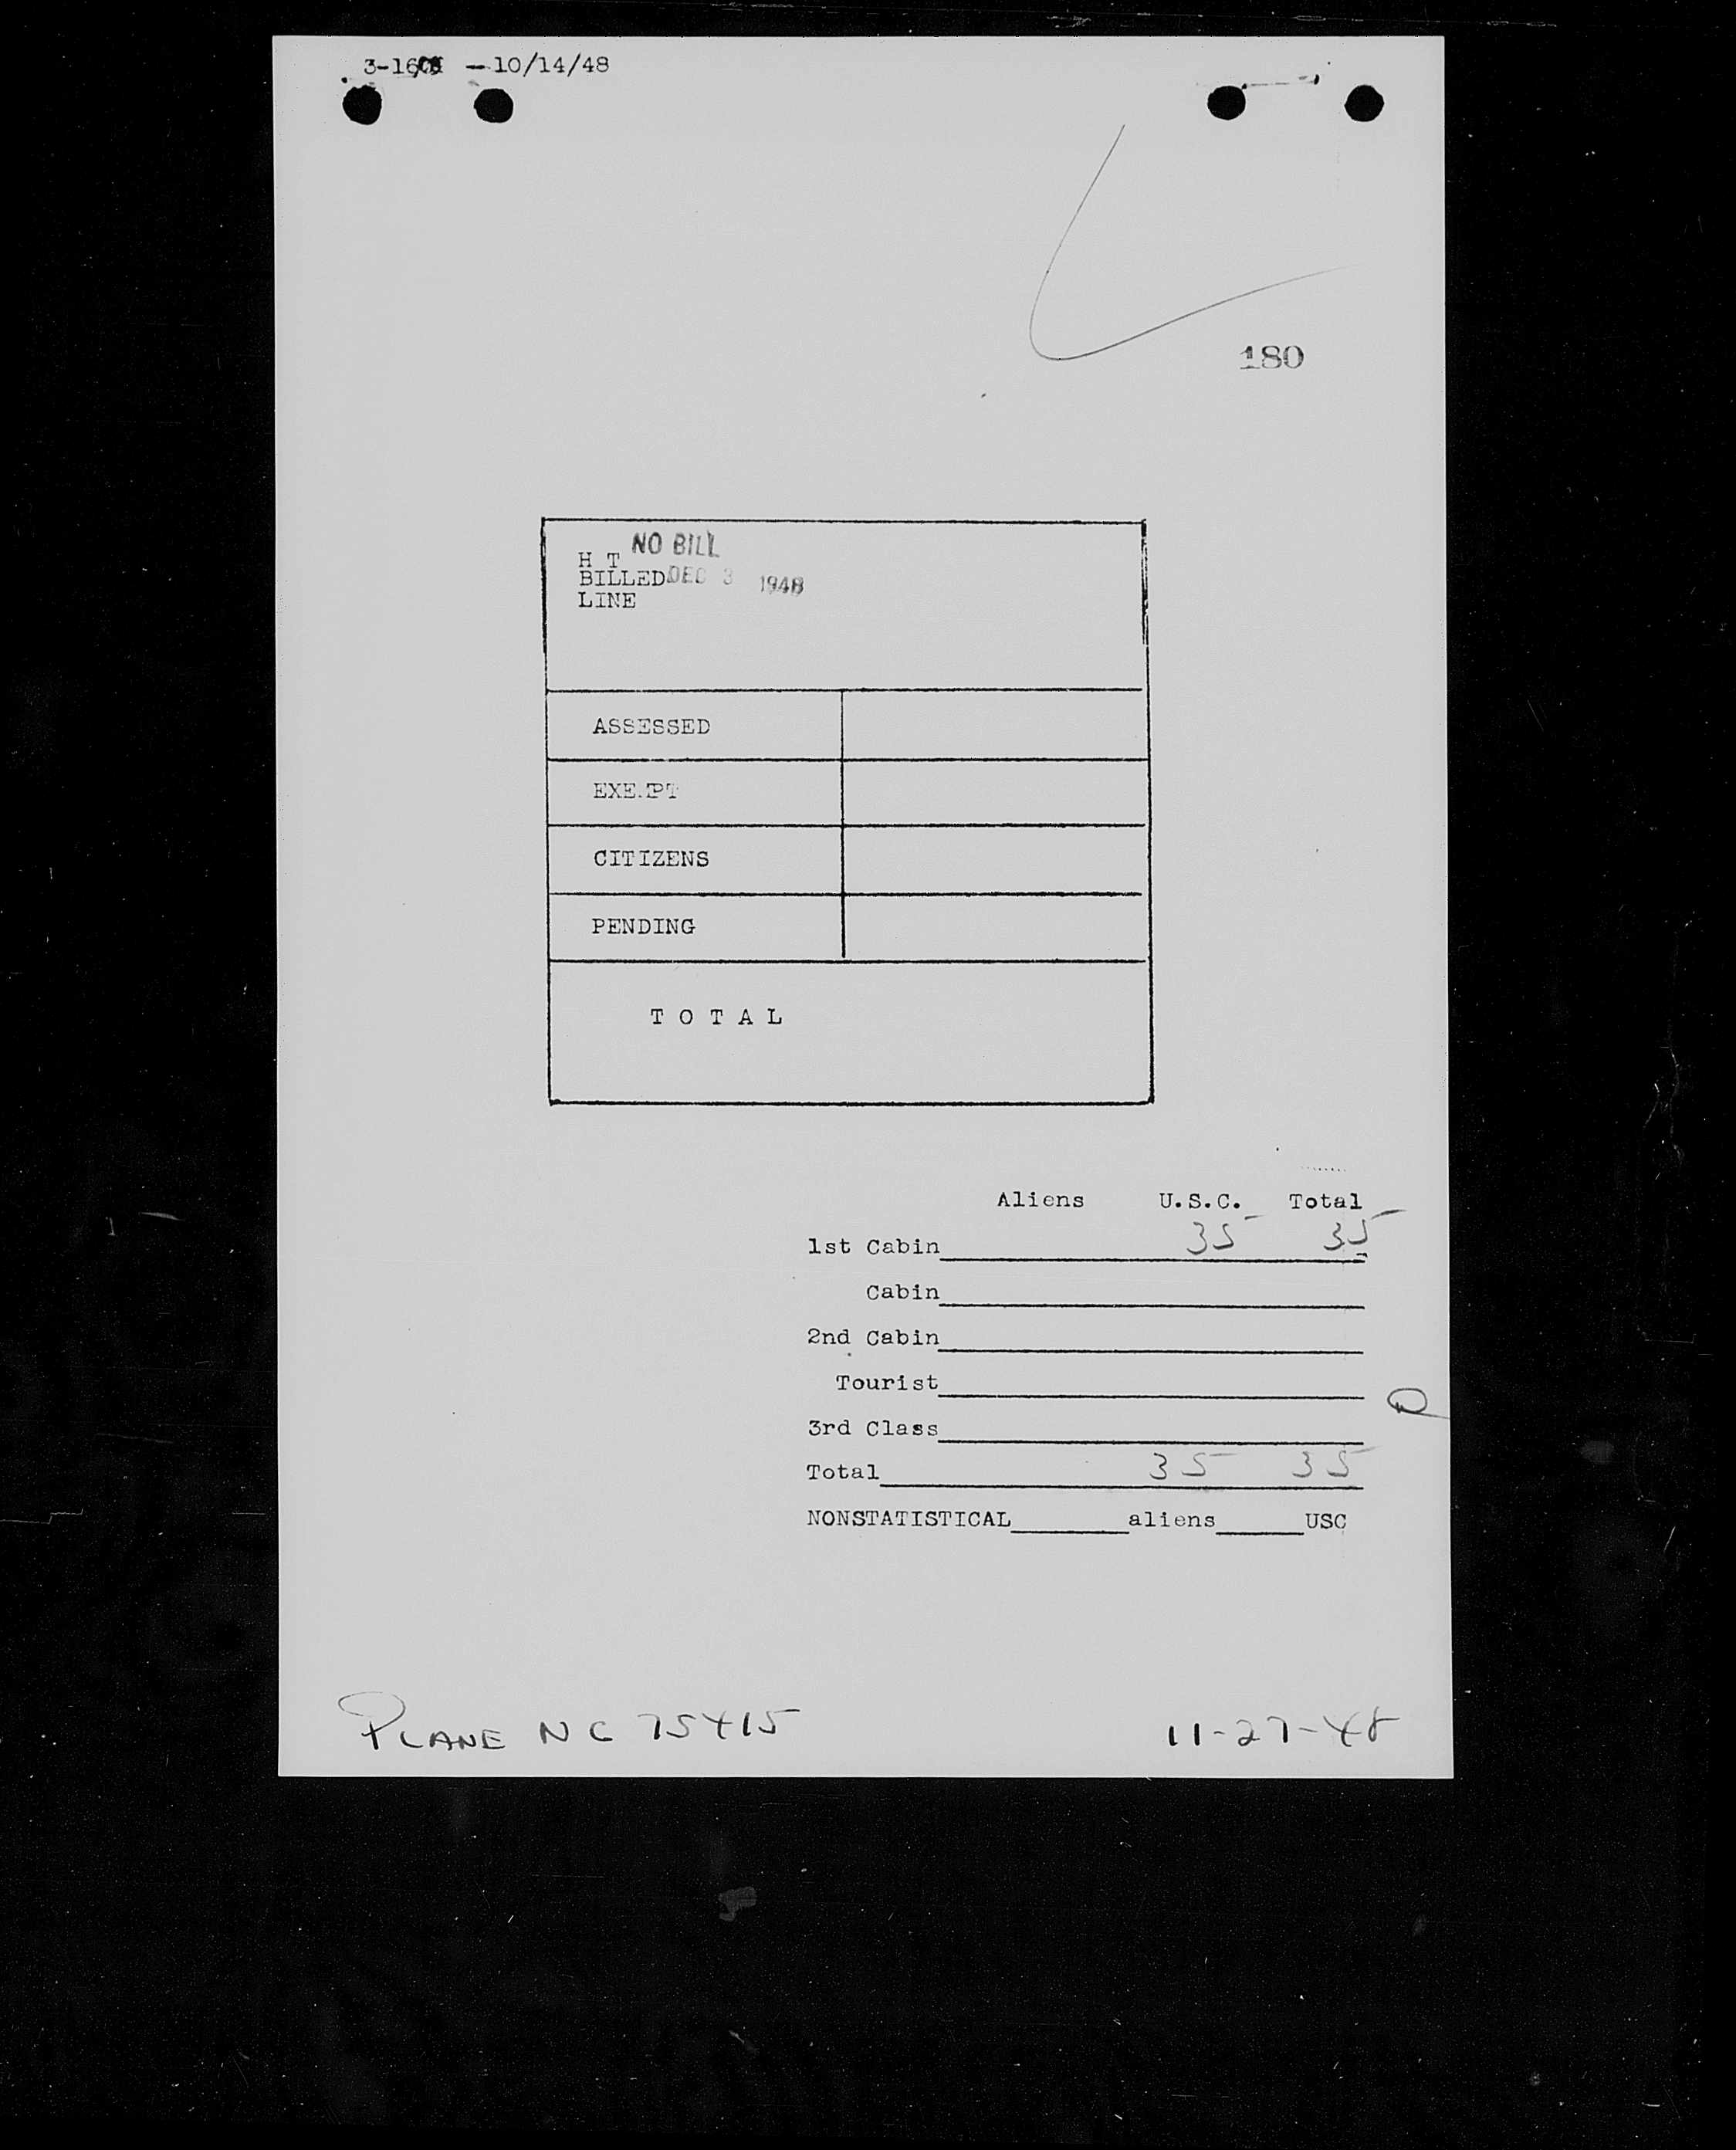 — 10/14/48
180
NO BILL
H T
BILLED DEC 3 1948
LINE
ASSESSED
EXEMPT
CITIZENS
PENDING
T O T A L
Aliens U.S.C. Total
1st Cabin 35 35
Cabin
2nd Cabin
Tourist
3rd Class
Total 35 35
NONSTATISTICAL aliens USC
PLANE NC 75415 11-27-48